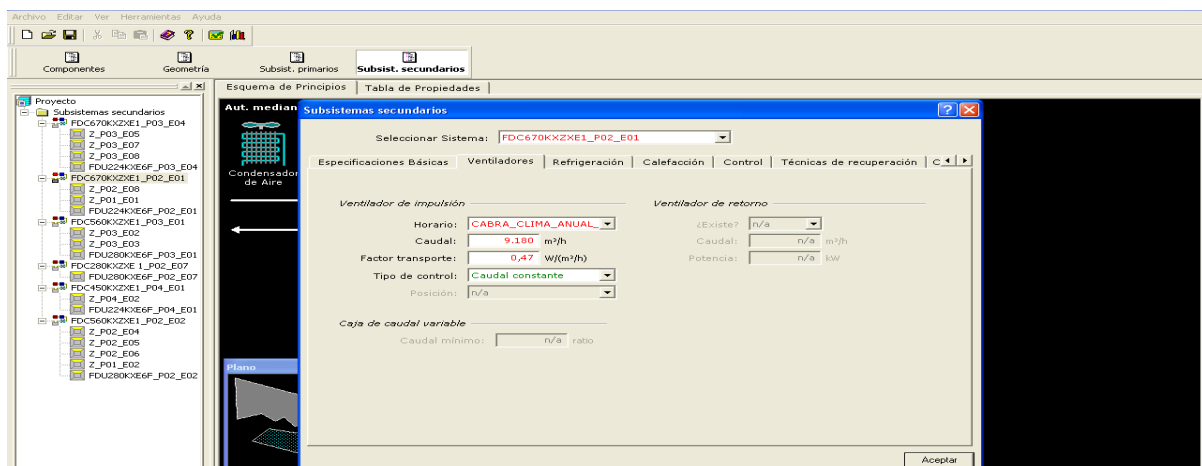 Archivo Editar Ver Herramientas Ayuda
Componentes Geometría Subsist. primarios Subsist. secundarios
Esquema de Principios Tabla de Propiedades
Proyecto
Subsistemas secundarios
FDC670KXZXE1_P03_E04
Z_P03_E05
Z_P03_E07
Z_P03_E08
FDU224KXE6F_P03_E04
FDC670KXZXE1_P02_E01
Z_P02_E08
Z_P01_E01
FDU224KXE6F_P02_E01
FDC560KXZXE1_P03_E01
Z_P03_E02
Z_P03_E03
FDU280KXE6F_P03_E01
FDC280KXZXE 1_P02_E07
FDU280KXE6F_P02_E07
FDC450KXZXE1_P04_E01
Z_P04_E02
FDU224KXE6F_P04_E01
FDC560KXZXE1_P02_E02
Z_P02_E04
Z_P02_E05
Z_P02_E06
Z_P01_E02
FDU280KXE6F_P02_E02
Aut. median
Condensador
de Aire
Plano
Subsistemas secundarios
Seleccionar Sistema: FDC670KXZXE1_P02_E01
Especificaciones Básicas Ventiladores Refrigeración Calefacción Control Técnicas de recuperación C
Ventilador de impulsión
Horario: CABRA_CLIMA_ANUAL_
Caudal: 9.180 m³/h
Factor transporte: 0,47 W/(m³/h)
Tipo de control: Caudal constante
Posición: n/a
Caja de caudal variable
Caudal mínimo: n/a ratio
Ventilador de retorno
¿Existe? n/a
Caudal: n/a m³/h
Potencia: n/a kW
Aceptar